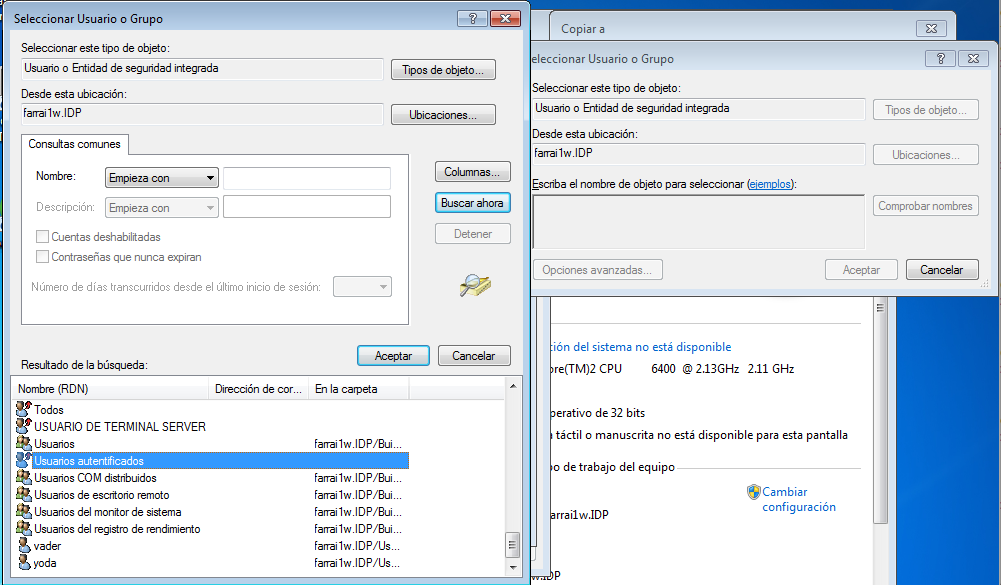 Seleccionar Usuario o Grupo
Seleccionar este tipo de objeto:
Usuario o Entidad de seguridad integrada
Tipos de objeto...
Desde esta ubicación:
farrai1w.IDP
Ubicaciones...
Consultas comunes
Nombre:
Empieza con
Descripción:
Empieza con
Cuentas deshabilitadas
Contraseñas que nunca expiran
Número de días transcurridos desde el último inicio de sesión:
Columnas...
Buscar ahora
Detener
Aceptar
Cancelar
Resultado de la búsqueda:
Nombre (RDN) Dirección de cor... En la carpeta
Todos
USUARIO DE TERMINAL SERVER
Usuarios farrai1w.IDP/Bui...
Usuarios autentificados
Usuarios COM distribuidos farrai1w.IDP/Bui...
Usuarios de escritorio remoto farrai1w.IDP/Bui...
Usuarios del monitor de sistema farrai1w.IDP/Bui...
Usuarios del registro de rendimiento farrai1w.IDP/Bui...
vader farrai1w.IDP/Us...
yoda farrai1w.IDP/Us...
Copiar a
eleccionar Usuario o Grupo
Seleccionar este tipo de objeto:
Usuario o Entidad de seguridad integrada
Tipos de objeto...
Desde esta ubicación:
farrai1w.IDP
Ubicaciones...
Escriba el nombre de objeto para seleccionar (ejemplos):
Comprobar nombres
Opciones avanzadas...
Aceptar
Cancelar
ción del sistema no está disponible
ore(TM)2 CPU 6400 @ 2.13GHz 2.11 GHz
perativo de 32 bits
a táctil o manuscrita no está disponible para esta pantalla
po de trabajo del equipo
Cambiar
configuración
arrai1w.IDP
w.IDP